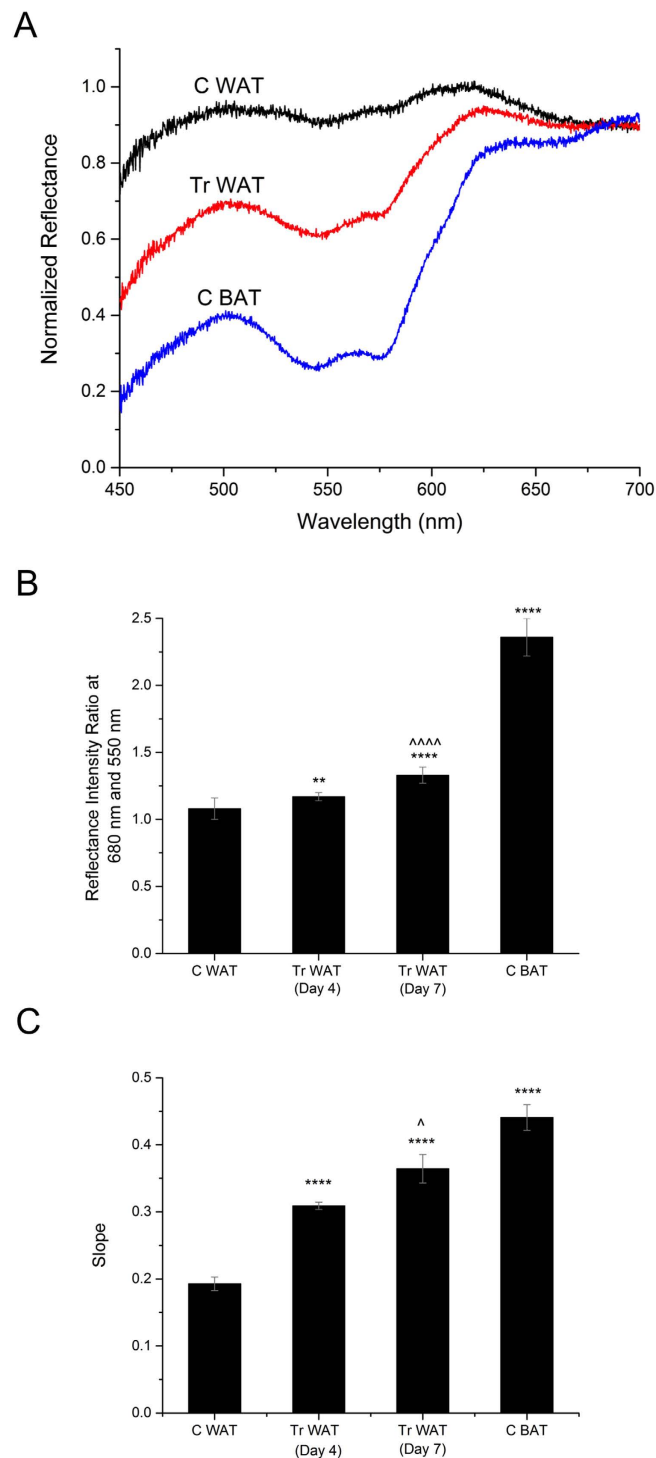 A
C WAT
Tr WAT
C BAT
1.0
0.8
0.6
0.4
0.2
0.0
Normalized Reflectance
450 500 550 600 650 700
Wavelength (nm)
B
2.5
2.0
1.5
1.0
0.5
0.0
Reflectance Intensity Ratio at
680 nm and 550 nm
**
^^^^
****
****
C WAT Tr WAT Tr WAT C BAT
(Day 4) (Day 7)
C
0.5
0.4
0.3
0.2
0.1
0.0
Slope
****
^
****
****
C WAT Tr WAT Tr WAT C BAT
(Day 4) (Day 7)